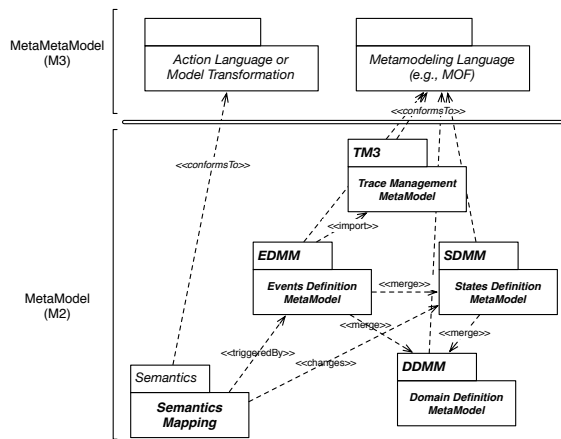 MetaMetaModel
(M3)
Action Language or
Model Transformation
Metamodeling Language
(e.g., MOF)
<<conformsTo>>
<<conformsTo>>
TM3
Trace Management
MetaModel
<<import>>
EDMM
Events Definition
MetaModel
<<merge>>
SDMM
States Definition
MetaModel
MetaModel
(M2)
<<merge>>
<<merge>>
<<triggeredBy>>
<<changes>>
DDMM
Domain Definition
MetaModel
Semantics
Semantics
Mapping